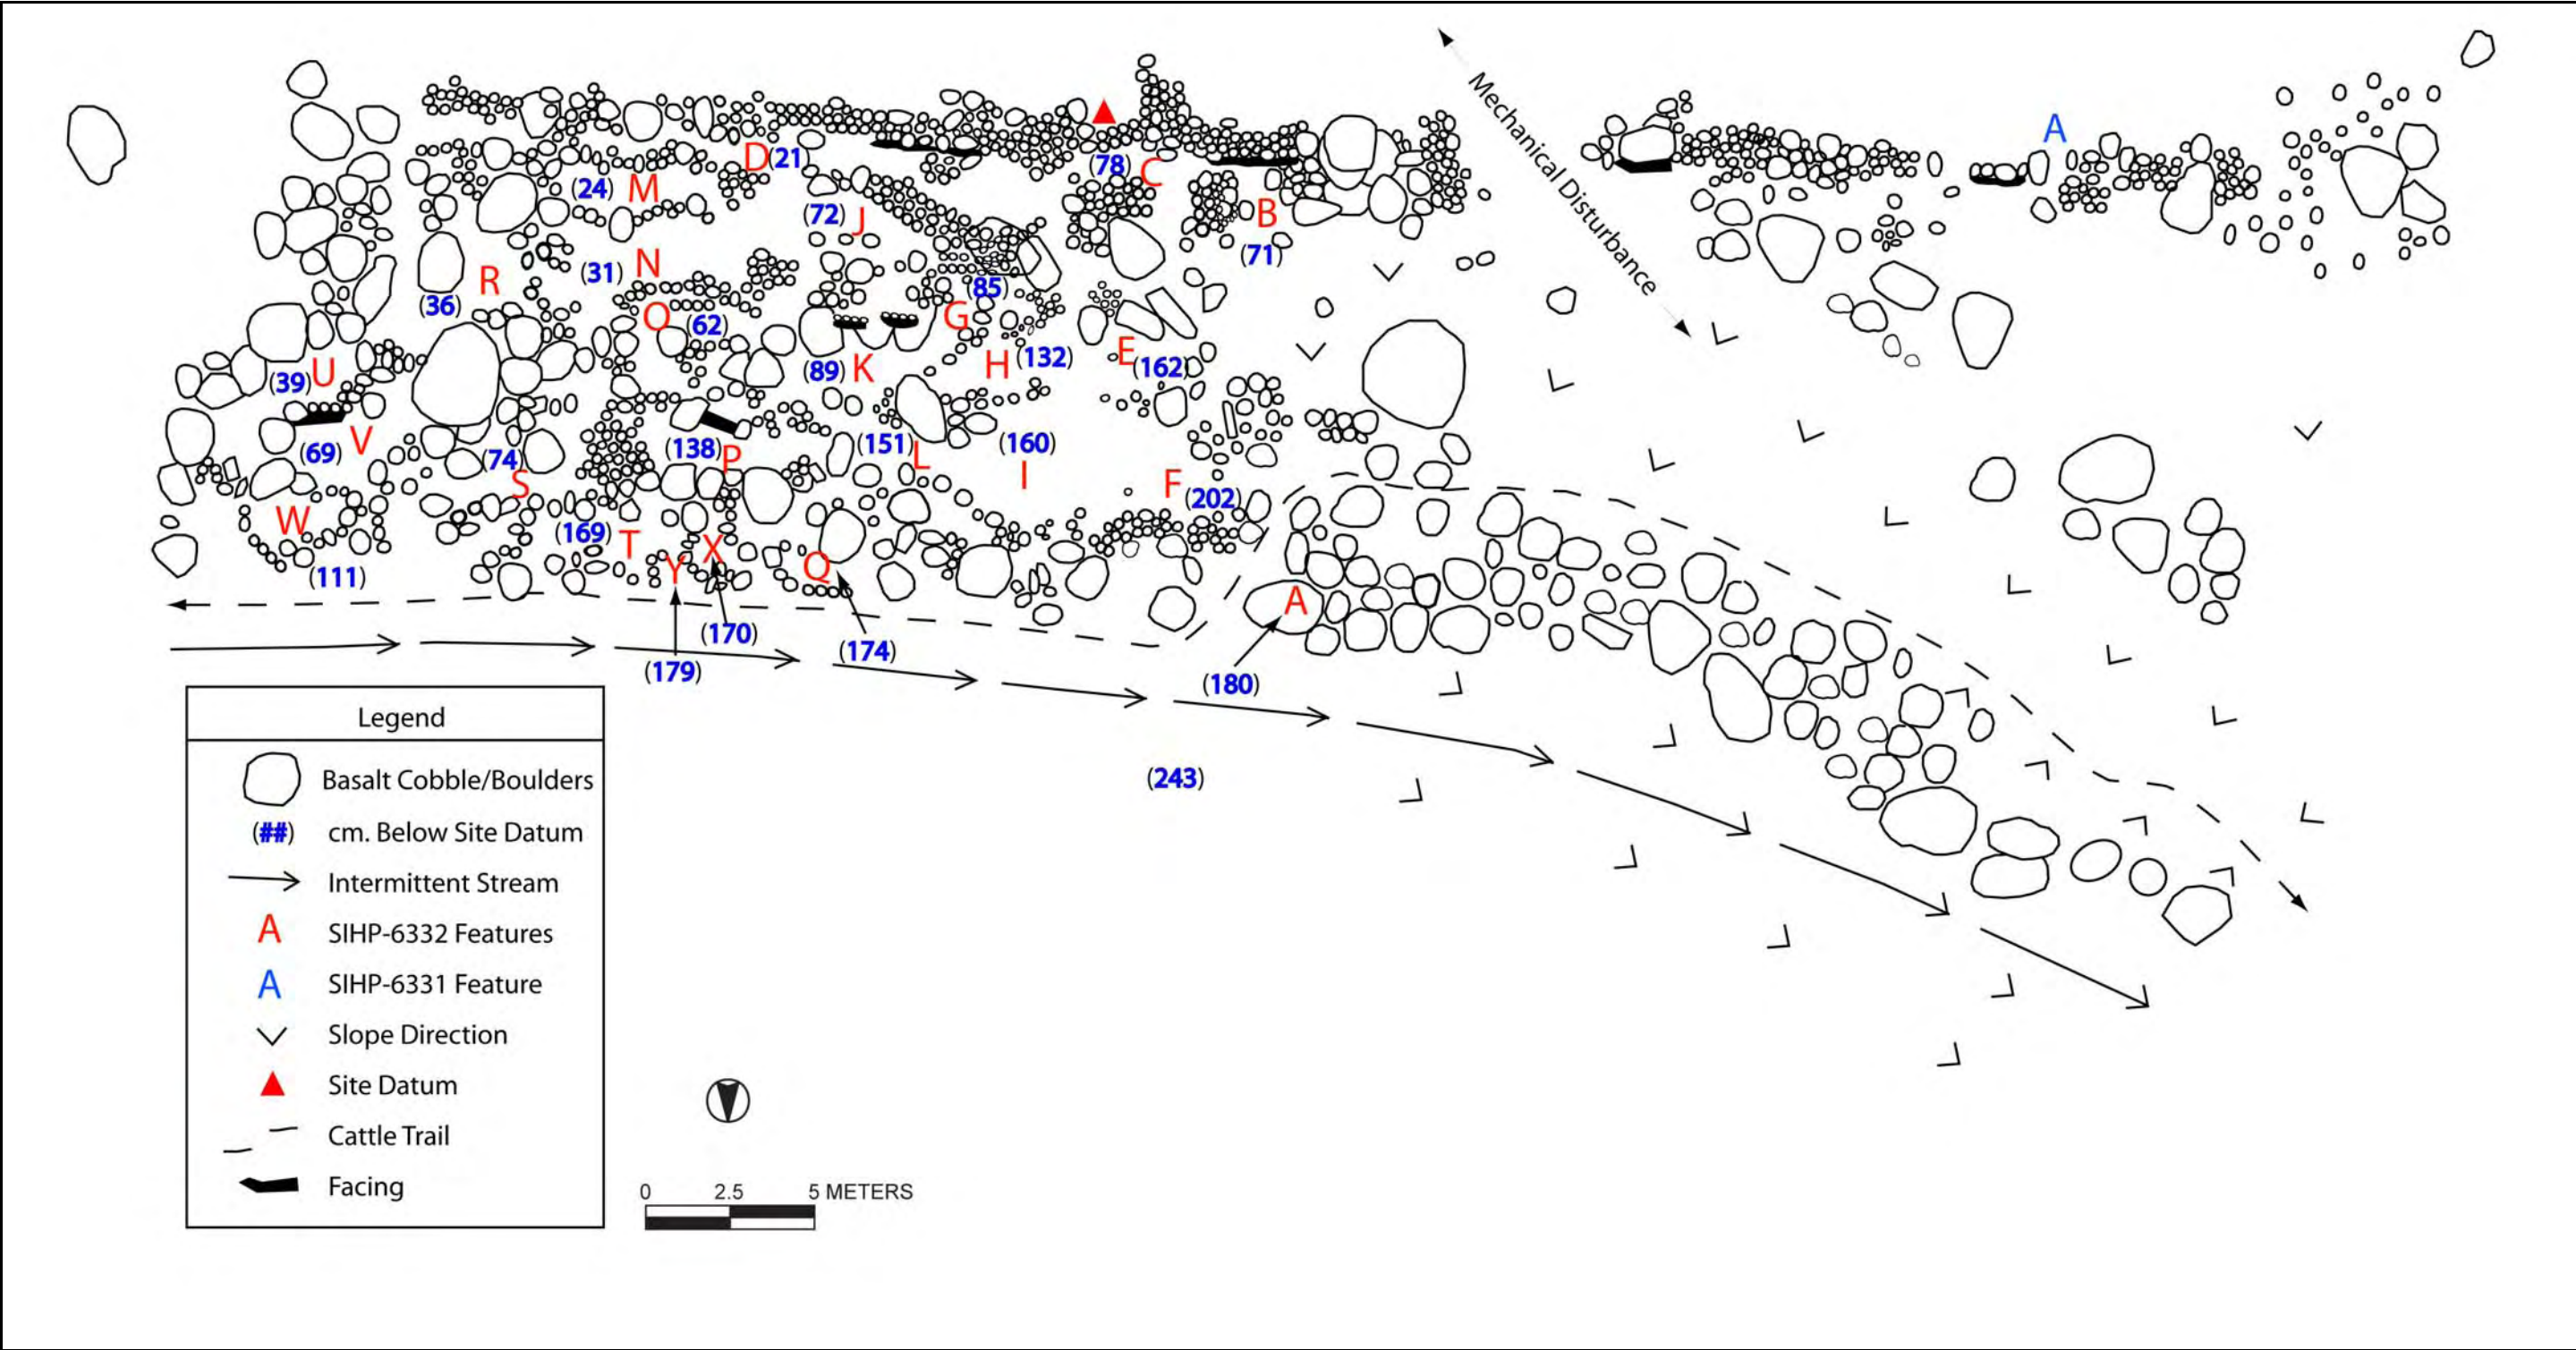 Mechanical Disturbance
A
D (21)
(78) C
(24) M
(72) J
B
(71)
N
(31)
R
(36)
(85)
O (62)
G
H (132)
E (162)
(89) K
(39) U
V
(69)
(74)
S
(138) P
(151) L
(160)
I
F (202)
W
(111)
(169) T
Y
X
Q
A
(170)
(174)
(179)
(180)
(243)
Legend
Basalt Cobble/Boulders
(##) cm. Below Site Datum
Intermittent Stream
A SIHP-6332 Features
A SIHP-6331 Feature
Slope Direction
Site Datum
Cattle Trail
Facing
0 2.5 5 METERS